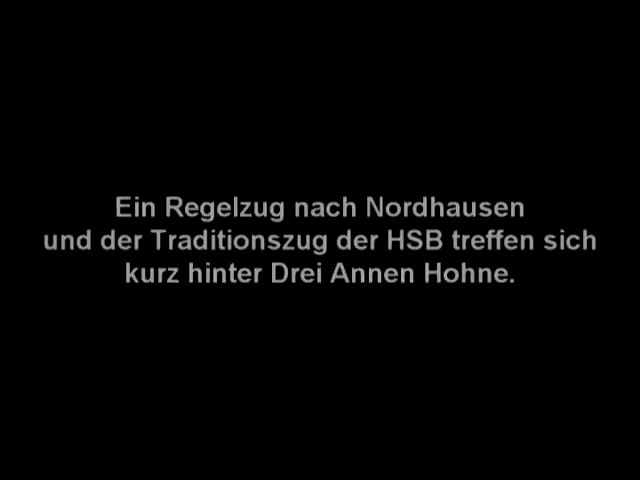 Ein Regelzug nach Nordhausen
und der Traditionszug der HSB treffen sich
kurz hinter Drei Annen Hohne.